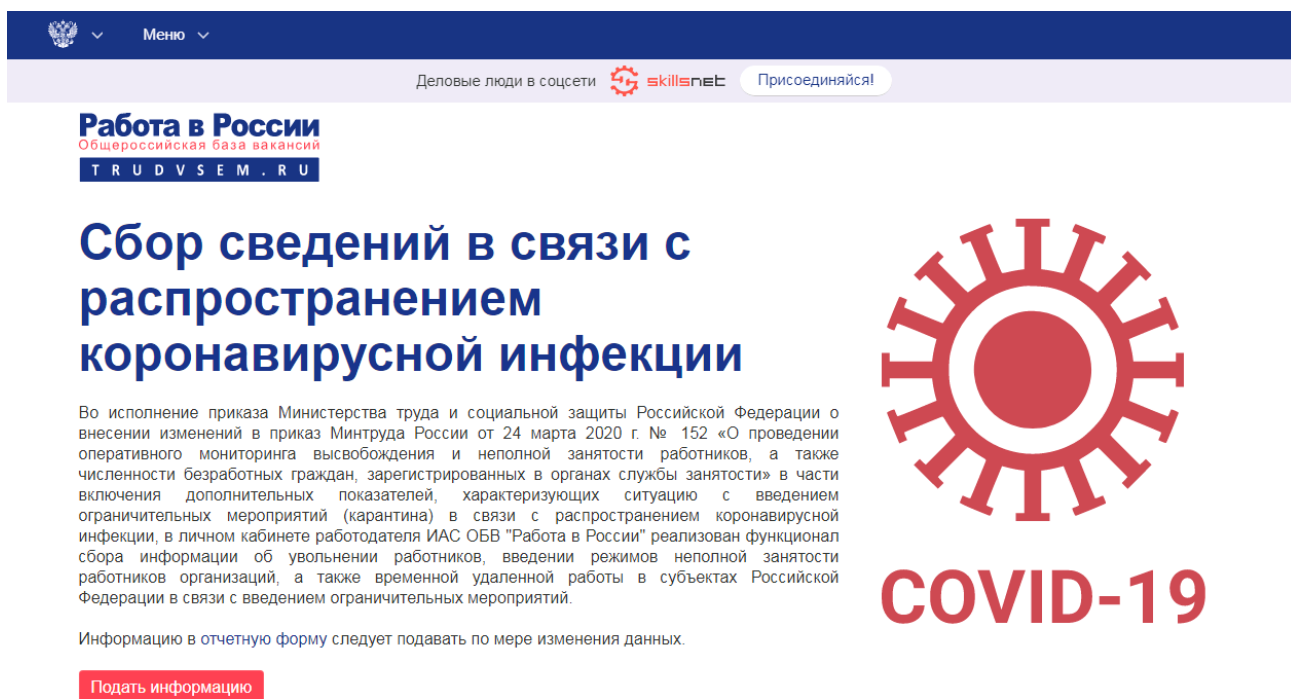 Меню
Деловые люди в соцсети skillsnet Присоединяйся!
Работа в России
Общероссийская база вакансий
TRUDVSEM.RU
Сбор сведений в связи с
распространением
коронавирусной инфекции
Во исполнение приказа Министерства труда и социальной защиты Российской Федерации о
внесении изменений в приказ Минтруда России от 24 марта 2020 г. № 152 «О проведении
оперативного мониторинга высвобождения и неполной занятости работников, а также
численности безработных граждан, зарегистрированных в органах службы занятости» в части
включения дополнительных показателей, характеризующих ситуацию с введением
ограничительных мероприятий (карантина) в связи с распространением коронавирусной
инфекции, в личном кабинете работодателя ИАС ОБВ "Работа в России" реализован функционал
сбора информации об увольнении работников, введении режимов неполной занятости
работников организаций, а также временной удаленной работы в субъектах Российской
Федерации в связи с введением ограничительных мероприятий.
Информацию в отчетную форму следует подавать по мере изменения данных.
Подать информацию
COVID-19